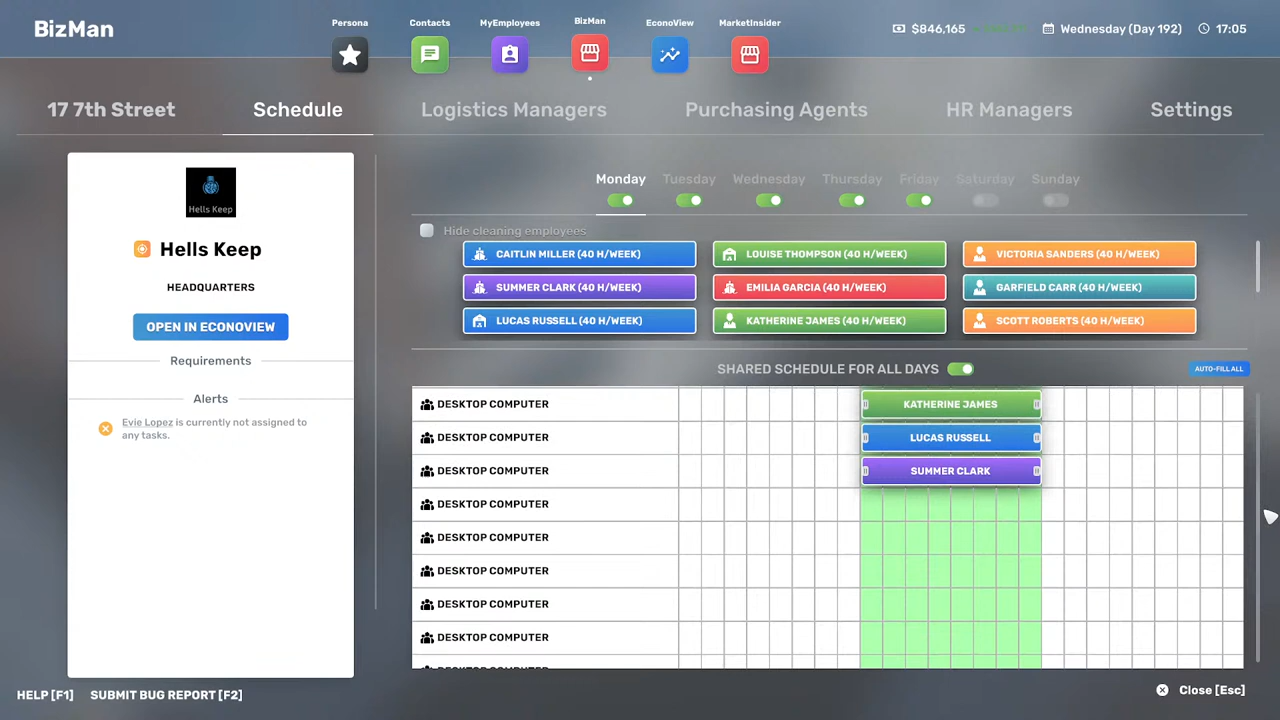 BizMan
Persona
Contacts
MyEmployees
BizMan
EconoView
MarketInsider
$846,165
Wednesday (Day 192)
17:05
17 7th Street
Schedule
Logistics Managers
Purchasing Agents
HR Managers
Settings
Hells Keep
Hells Keep
HEADQUARTERS
OPEN IN ECONOVIEW
Requirements
Alerts
Evie Lopez is currently not assigned to
any tasks.
Monday
Tuesday
Wednesday
Thursday
Friday
Saturday
Sunday
Hide cleaning employees
CAITLIN MILLER (40 H/WEEK)
LOUISE THOMPSON (40 H/WEEK)
VICTORIA SANDERS (40 H/WEEK)
SUMMER CLARK (40 H/WEEK)
EMILIA GARCIA (40 H/WEEK)
GARFIELD CARR (40 H/WEEK)
LUCAS RUSSELL (40 H/WEEK)
KATHERINE JAMES (40 H/WEEK)
SCOTT ROBERTS (40 H/WEEK)
SHARED SCHEDULE FOR ALL DAYS
AUTO-FILL ALL
DESKTOP COMPUTER
KATHERINE JAMES
DESKTOP COMPUTER
LUCAS RUSSELL
DESKTOP COMPUTER
SUMMER CLARK
DESKTOP COMPUTER
DESKTOP COMPUTER
DESKTOP COMPUTER
DESKTOP COMPUTER
DESKTOP COMPUTER
HELP [F1]
SUBMIT BUG REPORT [F2]
Close [Esc]